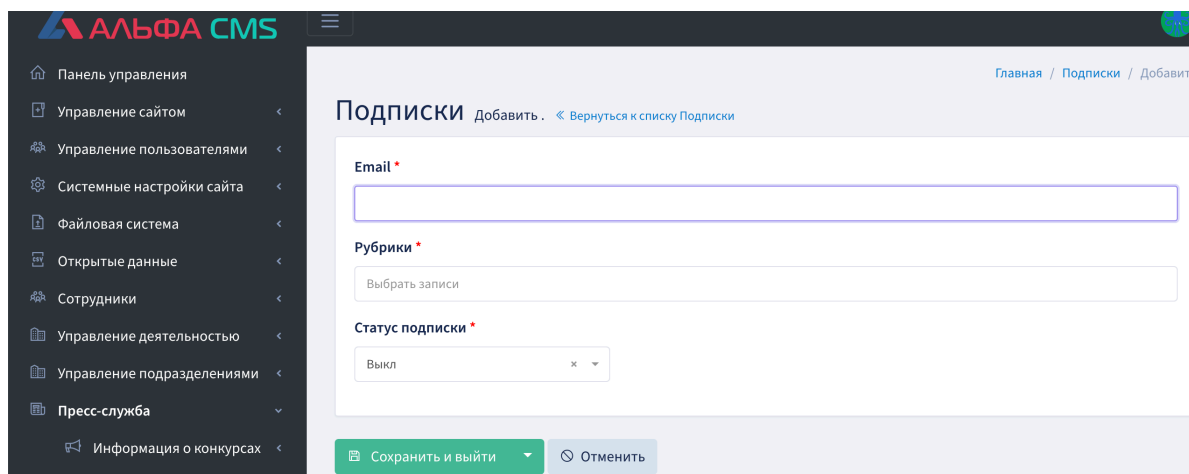 АЛЬФА CMS
Главная / Подписки / Добавит
Панель управления
Управление сайтом
Управление пользователями
Системные настройки сайта
Файловая система
CSV
Открытые данные
Сотрудники
Управление деятельностью
Управление подразделениями
Пресс-служба
Информация о конкурсах
Подписки Добавить. « Вернуться к списку Подписки
Email *
Рубрики *
Выбрать записи
Статус подписки *
Выкл ×
Сохранить и выйти
Отменить